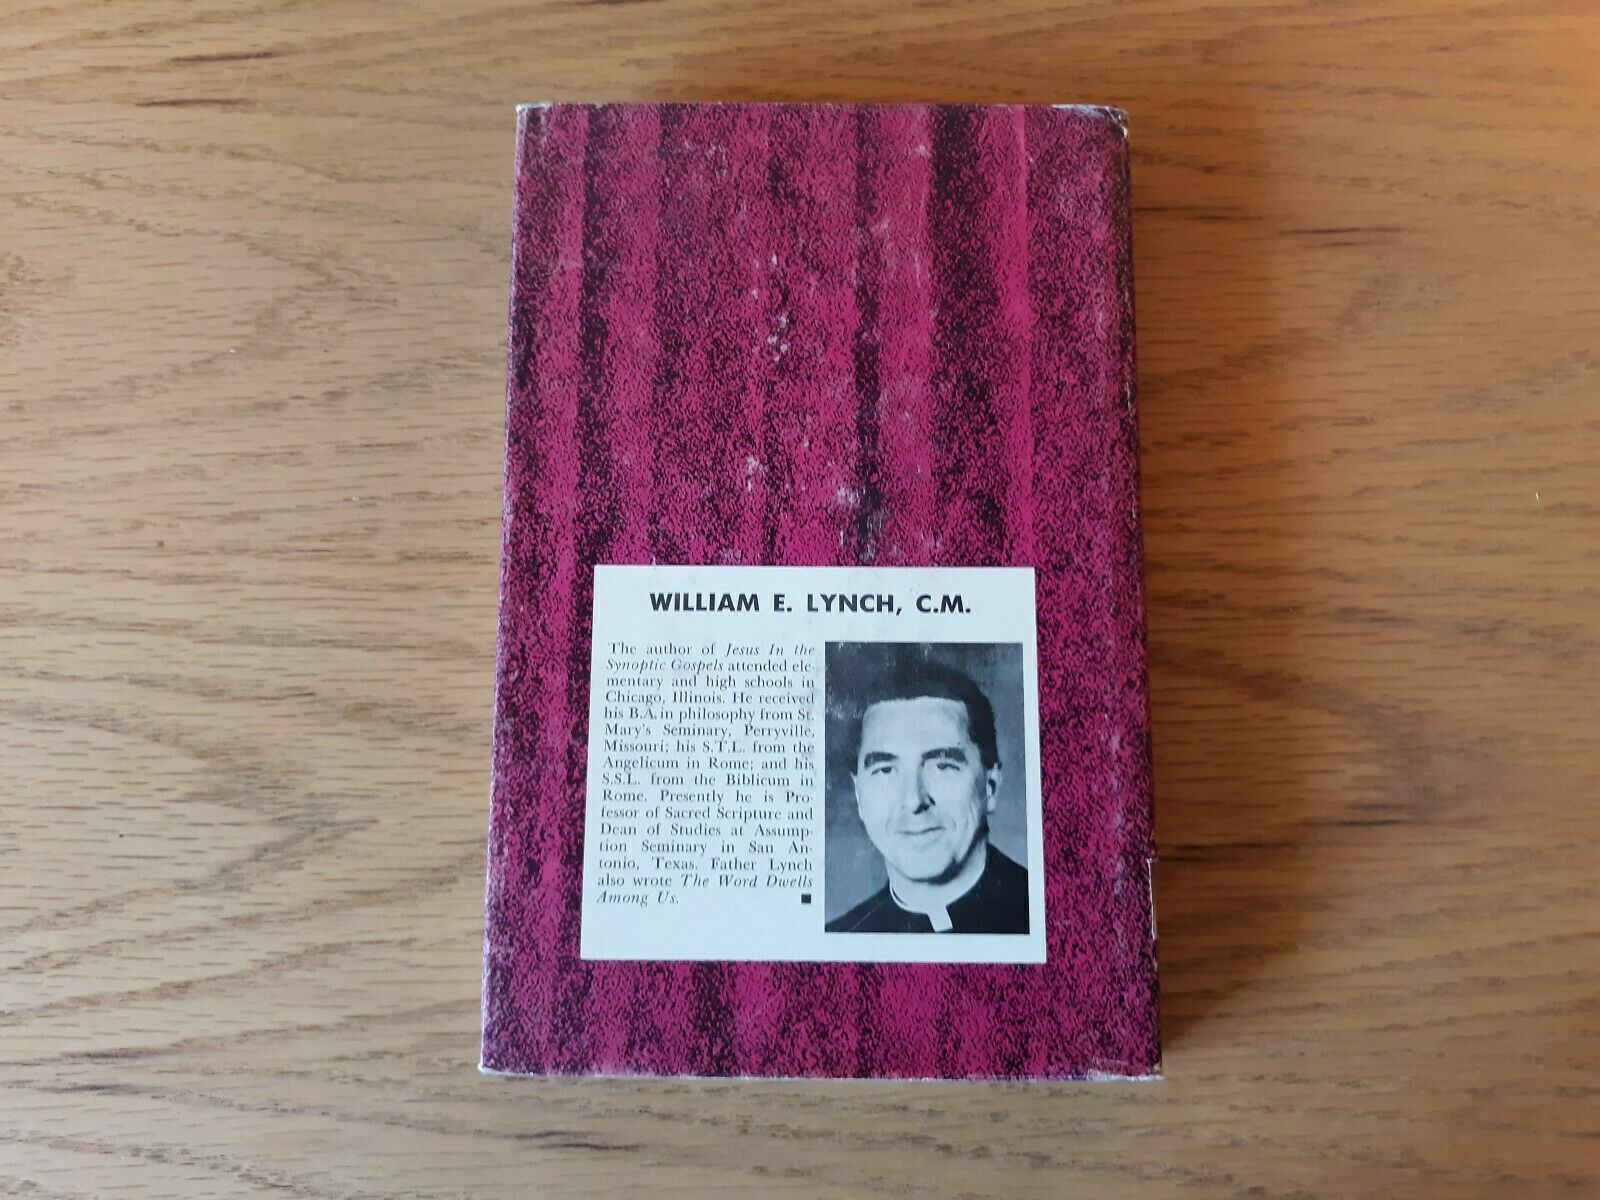 WILLIAM E. LYNCH, C.M.
The author of Jesus In the
Synoptic Gospels attended ele-
mentary and high schools in
Chicago, Illinois. He received
his B.A. in philosophy from St.
Mary's Seminary, Perryville,
Missouri; his S.T.L. from the
Angelicum in Rome; and his
S.S.L. from the Biblicum in
Rome. Presently he is Pro-
fessor of Sacred Scripture and
Dean of Studies at Assump-
tion Seminary in San An-
tonio, Texas. Father Lynch
also wrote The Word Dwells
Among Us. ■